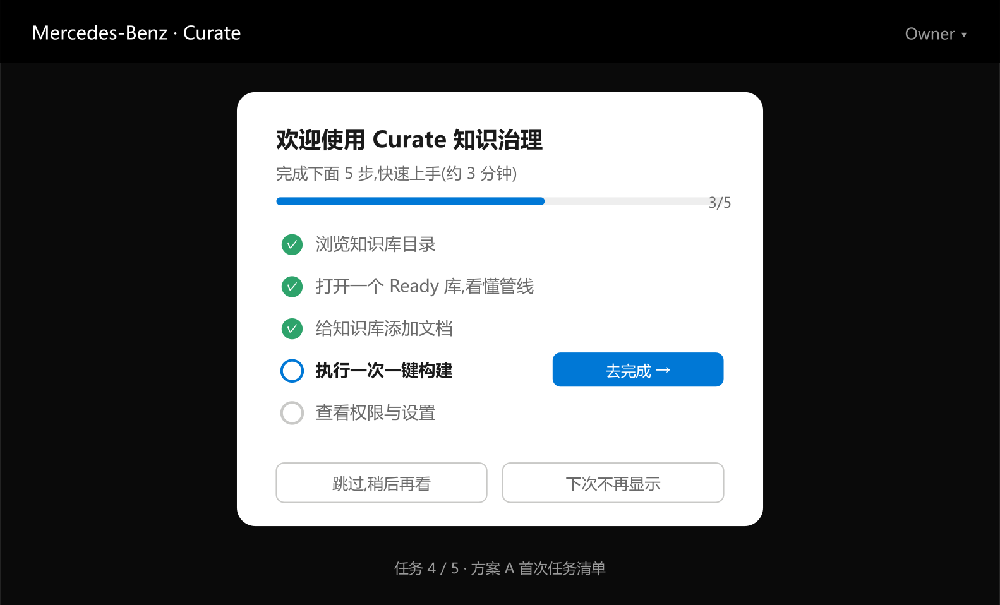 Mercedes-Benz · Curate
Owner ▾
欢迎使用 Curate 知识治理
完成下面 5 步,快速上手(约 3 分钟)
3/5
✓ 浏览知识库目录
✓ 打开一个 Ready 库,看懂管线
✓ 给知识库添加文档
执行一次一键构建
去完成 →
查看权限与设置
跳过,稍后再看
下次不再显示
任务 4 / 5 · 方案 A 首次任务清单